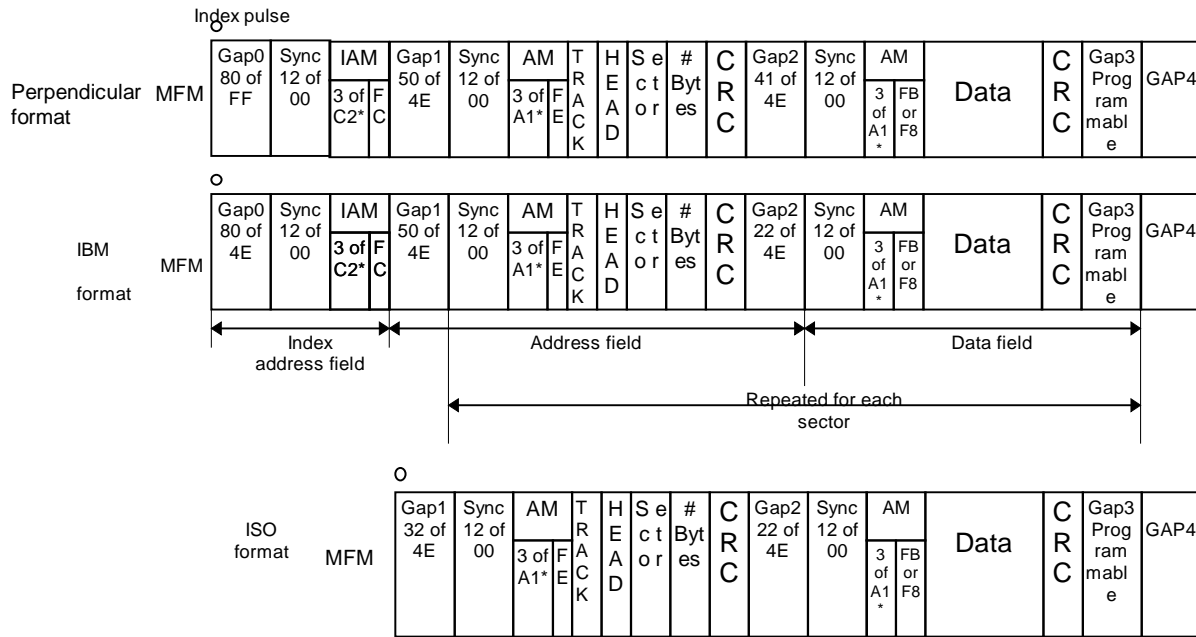 Index pulse
Perpendicular format
MFM
Gap0 80 of FF
Sync 12 of 00
IAM
3 of C2*
FC
Gap1 50 of 4E
Sync 12 of 00
AM
3 of A1*
FE
TRACK
HEAD
Sector
# Bytes
CRC
Gap2 41 of 4E
Sync 12 of 00
AM
3 of A1*
FB or F8
Data
CRC
Gap3 Programmable
GAP4
IBM format
MFM
Gap0 80 of 4E
Sync 12 of 00
IAM
3 of C2*
FC
Gap1 50 of 4E
Sync 12 of 00
AM
3 of A1*
FE
TRACK
HEAD
Sector
# Bytes
CRC
Gap2 22 of 4E
Sync 12 of 00
AM
3 of A1*
FB or F8
Data
CRC
Gap3 Programmable
GAP4
Index address field
Address field
Data field
Repeated for each sector
ISO format
MFM
Gap1 32 of 4E
Sync 12 of 00
AM
3 of A1*
FE
TRACK
HEAD
Sector
# Bytes
CRC
Gap2 22 of 4E
Sync 12 of 00
AM
3 of A1*
FB or F8
Data
CRC
Gap3 Programmable
GAP4